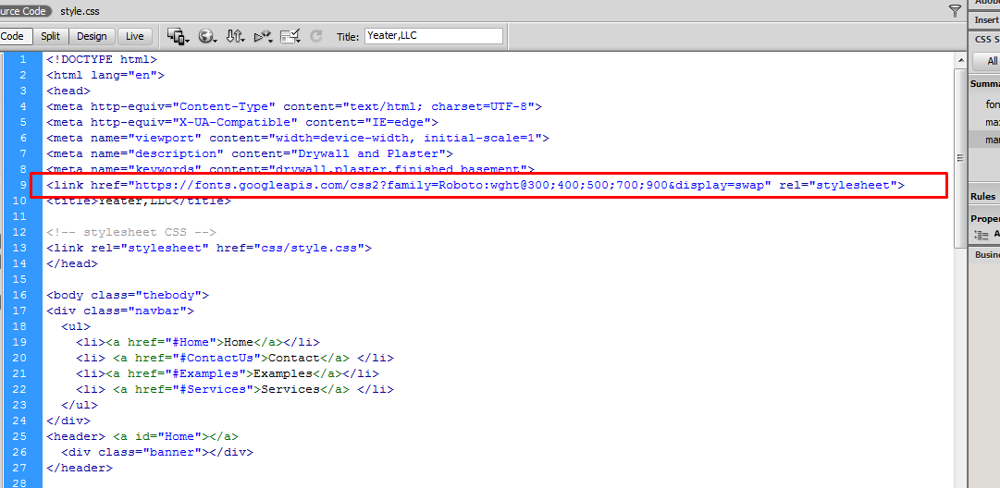 urce Code style.css
Code Split Design Live Title: Yeater,LLC
1 <!DOCTYPE html>
2 <html lang="en">
3 <head>
4 <meta http-equiv="Content-Type" content="text/html; charset=UTF-8">
5 <meta http-equiv="X-UA-Compatible" content="IE=edge">
6 <meta name="viewport" content="width=device-width, initial-scale=1">
7 <meta name="description" content="Drywall and Plaster">
8 <meta name="keywords" content="drywall,plaster,finished basement">
9 <link href="https://fonts.googleapis.com/css2?family=Roboto:wght@300;400;500;700;900&display=swap" rel="stylesheet">
10 <title>Yeater,LLC</title>
11
12 <!-- stylesheet CSS -->
13 <link rel="stylesheet" href="css/style.css">
14 </head>
15
16 <body class="thebody">
17 <div class="navbar">
18 <ul>
19 <li><a href="#Home">Home</a></li>
20 <li> <a href="#ContactUs">Contact</a> </li>
21 <li><a href="#Examples">Examples</a></li>
22 <li> <a href="#Services">Services</a> </li>
23 </ul>
24 </div>
25 <header> <a id="Home"></a>
26 <div class="banner"></div>
27 </header>
28
Adobe
Insert
CSS S
All
Summa
fon
ma
mar
Rules
Proper
A
Busin